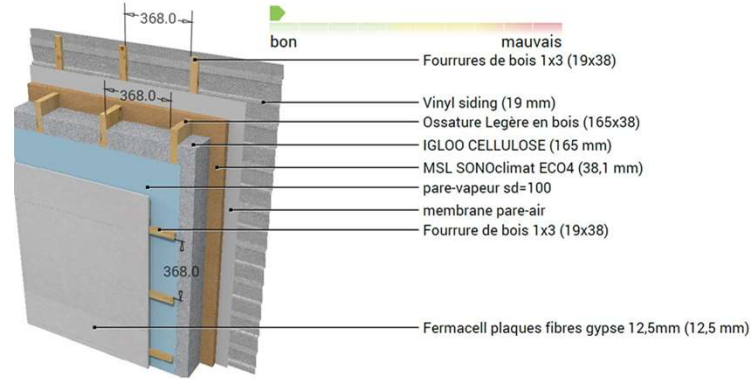 368.0
bon mauvais
Fourrures de bois 1x3 (19x38)
368.0
Vinyl siding (19 mm)
Ossature Legère en bois (165x38)
IGLOO CELLULOSE (165 mm)
MSL SONOclimat ECO4 (38,1 mm)
pare-vapeur sd=100
membrane pare-air
Fourrure de bois 1x3 (19x38)
368.0
Fermacell plaques fibres gypse 12,5mm (12,5 mm)